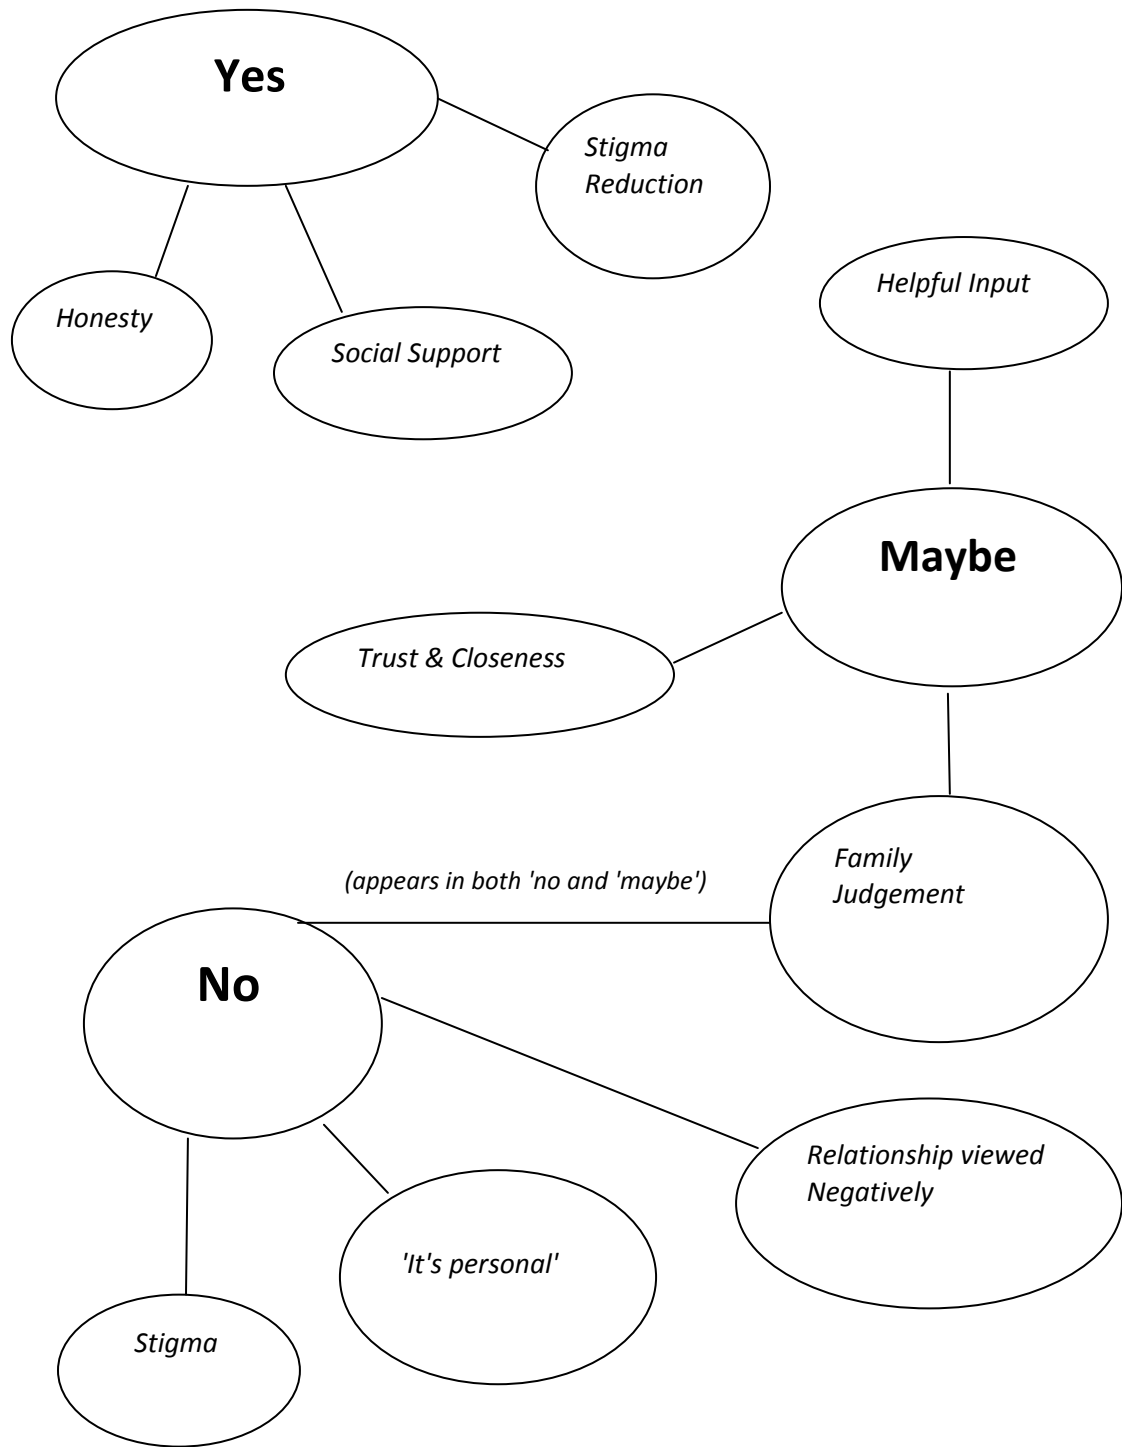 Yes
Stigma
Reduction
Honesty
Social Support
Helpful Input
Maybe
Trust & Closeness
Family
Judgement
(appears in both 'no and 'maybe')
No
Relationship viewed
Negatively
'It's personal'
Stigma